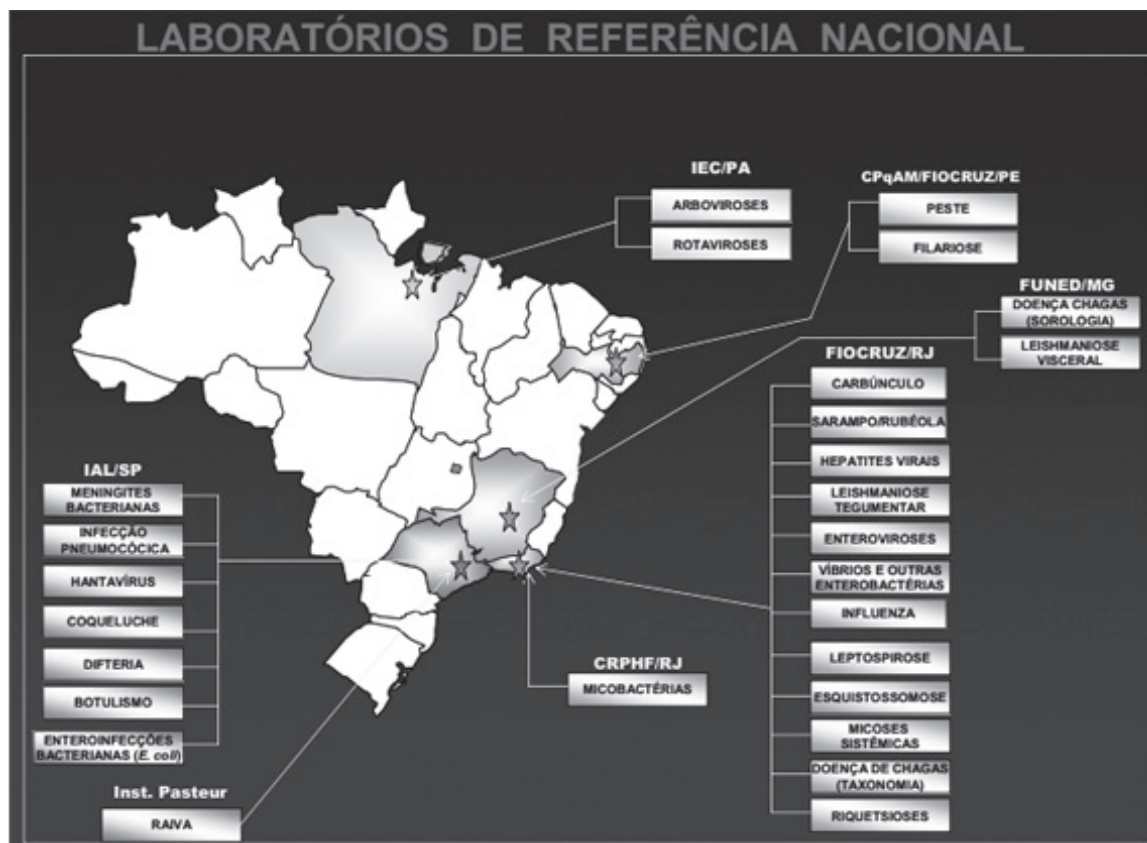 LABORATÓRIOS DE REFERÊNCIA NACIONAL
IEC/PA
ARBOVIROSES
ROTAVIROSES
CPqAM/FIOCRUZ/PE
PESTE
FILARIOSE
FUNED/MG
DOENÇA CHAGAS
(SOROLOGIA)
LEISHMANIOSE
VISCERAL
FIOCRUZ/RJ
CARBÚNCULO
SARAMPO/RUBÉOLA
HEPATITES VIRAIS
LEISHMANIOSE
TEGUMENTAR
ENTEROVIROSES
VÍBRIOS E OUTRAS
ENTEROBACTÉRIAS
INFLUENZA
LEPTOSPIROSE
ESQUISTOSSOMOSE
MICOSES
SISTÊMICAS
DOENÇA DE CHAGAS
(TAXONOMIA)
RIQUETSIOSES
IAL/SP
MENINGITES
BACTERIANAS
INFECÇÃO
PNEUMOCÓCICA
HANTAVÍRUS
COQUELUCHE
DIFTERIA
BOTULISMO
ENTEROINFECÇÕES
BACTERIANAS (E. coli)
CRPHF/RJ
MICOBACTÉRIAS
Inst. Pasteur
RAIVA